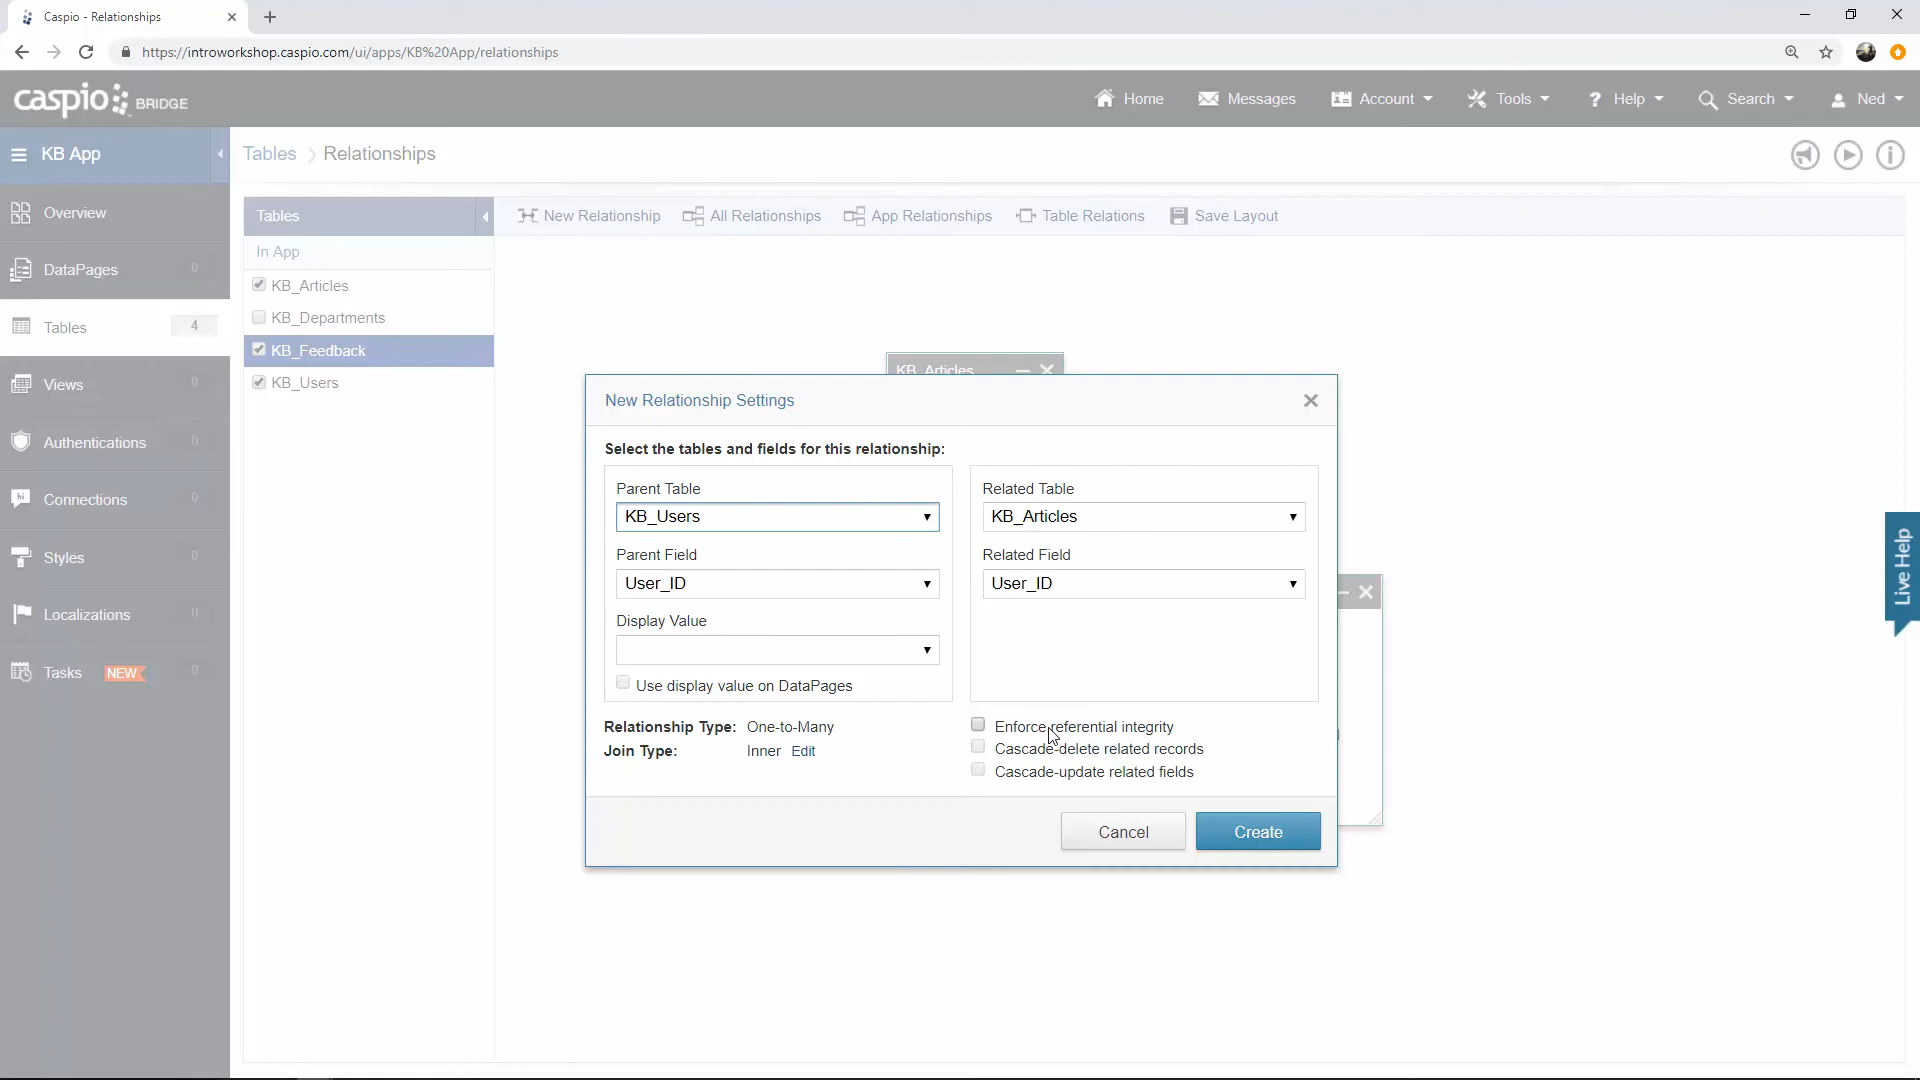 Caspio - Relationships
https://introworkshop.caspio.com/ui/apps/KB%20App/relationships
caspio BRIDGE
Home
Messages
Account
Tools
Help
Search
Ned
KB App
Tables
Relationships
Overview
DataPages 0
Tables 4
Views 0
Authentications 0
Connections 0
Styles 0
Localizations 0
Tasks NEW 0
Tables
New Relationship
All Relationships
App Relationships
Table Relations
Save Layout
In App
KB_Articles
KB_Departments
KB_Feedback
KB_Users
KB_Articles
New Relationship Settings
Select the tables and fields for this relationship:
Parent Table
KB_Users
Parent Field
User_ID
Display Value
Use display value on DataPages
Related Table
KB_Articles
Related Field
User_ID
Relationship Type: One-to-Many
Join Type: Inner Edit
Enforce referential integrity
Cascade-delete related records
Cascade-update related fields
Cancel
Create
Live Help